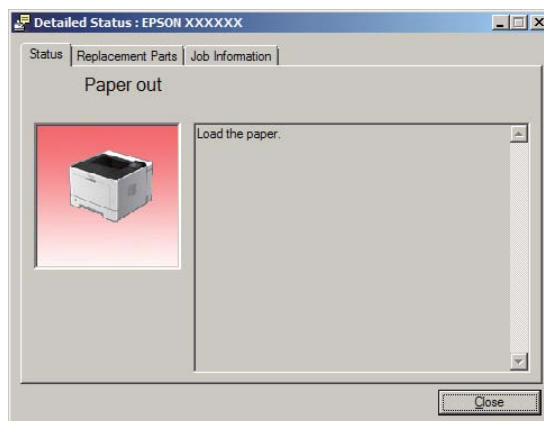 Detailed Status : EPSON XXXXXX
Status Replacement Parts Job Information
Paper out
Load the paper.
Close